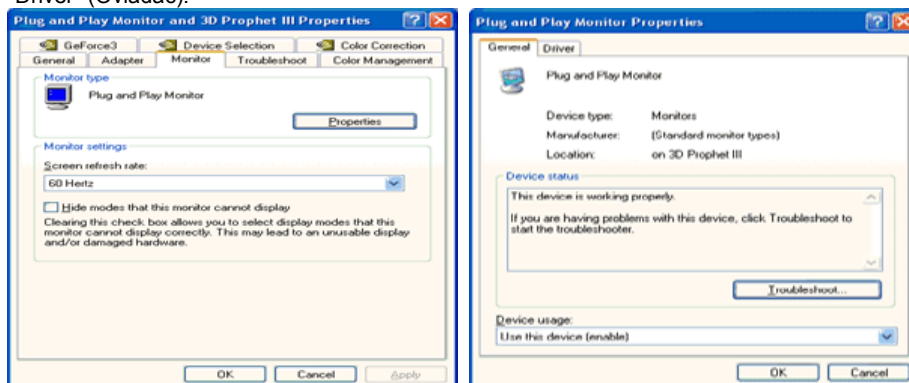 "Driver" (Ovladač).
Plug and Play Monitor and 3D Prophet III Properties
GeForce3 Device Selection Color Correction
General Adapter Monitor Troubleshoot Color Management
Monitor type
Plug and Play Monitor
Properties
Monitor settings
Screen refresh rate:
60 Hertz
Hide modes that this monitor cannot display
Clearing this check box allows you to select display modes that this
monitor cannot display correctly. This may lead to an unusable display
and/or damaged hardware.
OK Cancel Apply
Plug and Play Monitor Properties
General Driver
Plug and Play Monitor
Device type: Monitors
Manufacturer: (Standard monitor types)
Location: on 3D Prophet III
Device status
This device is working properly.
If you are having problems with this device, click Troubleshoot to
start the troubleshooter.
Troubleshoot...
Device usage:
Use this device (enable)
OK Cancel